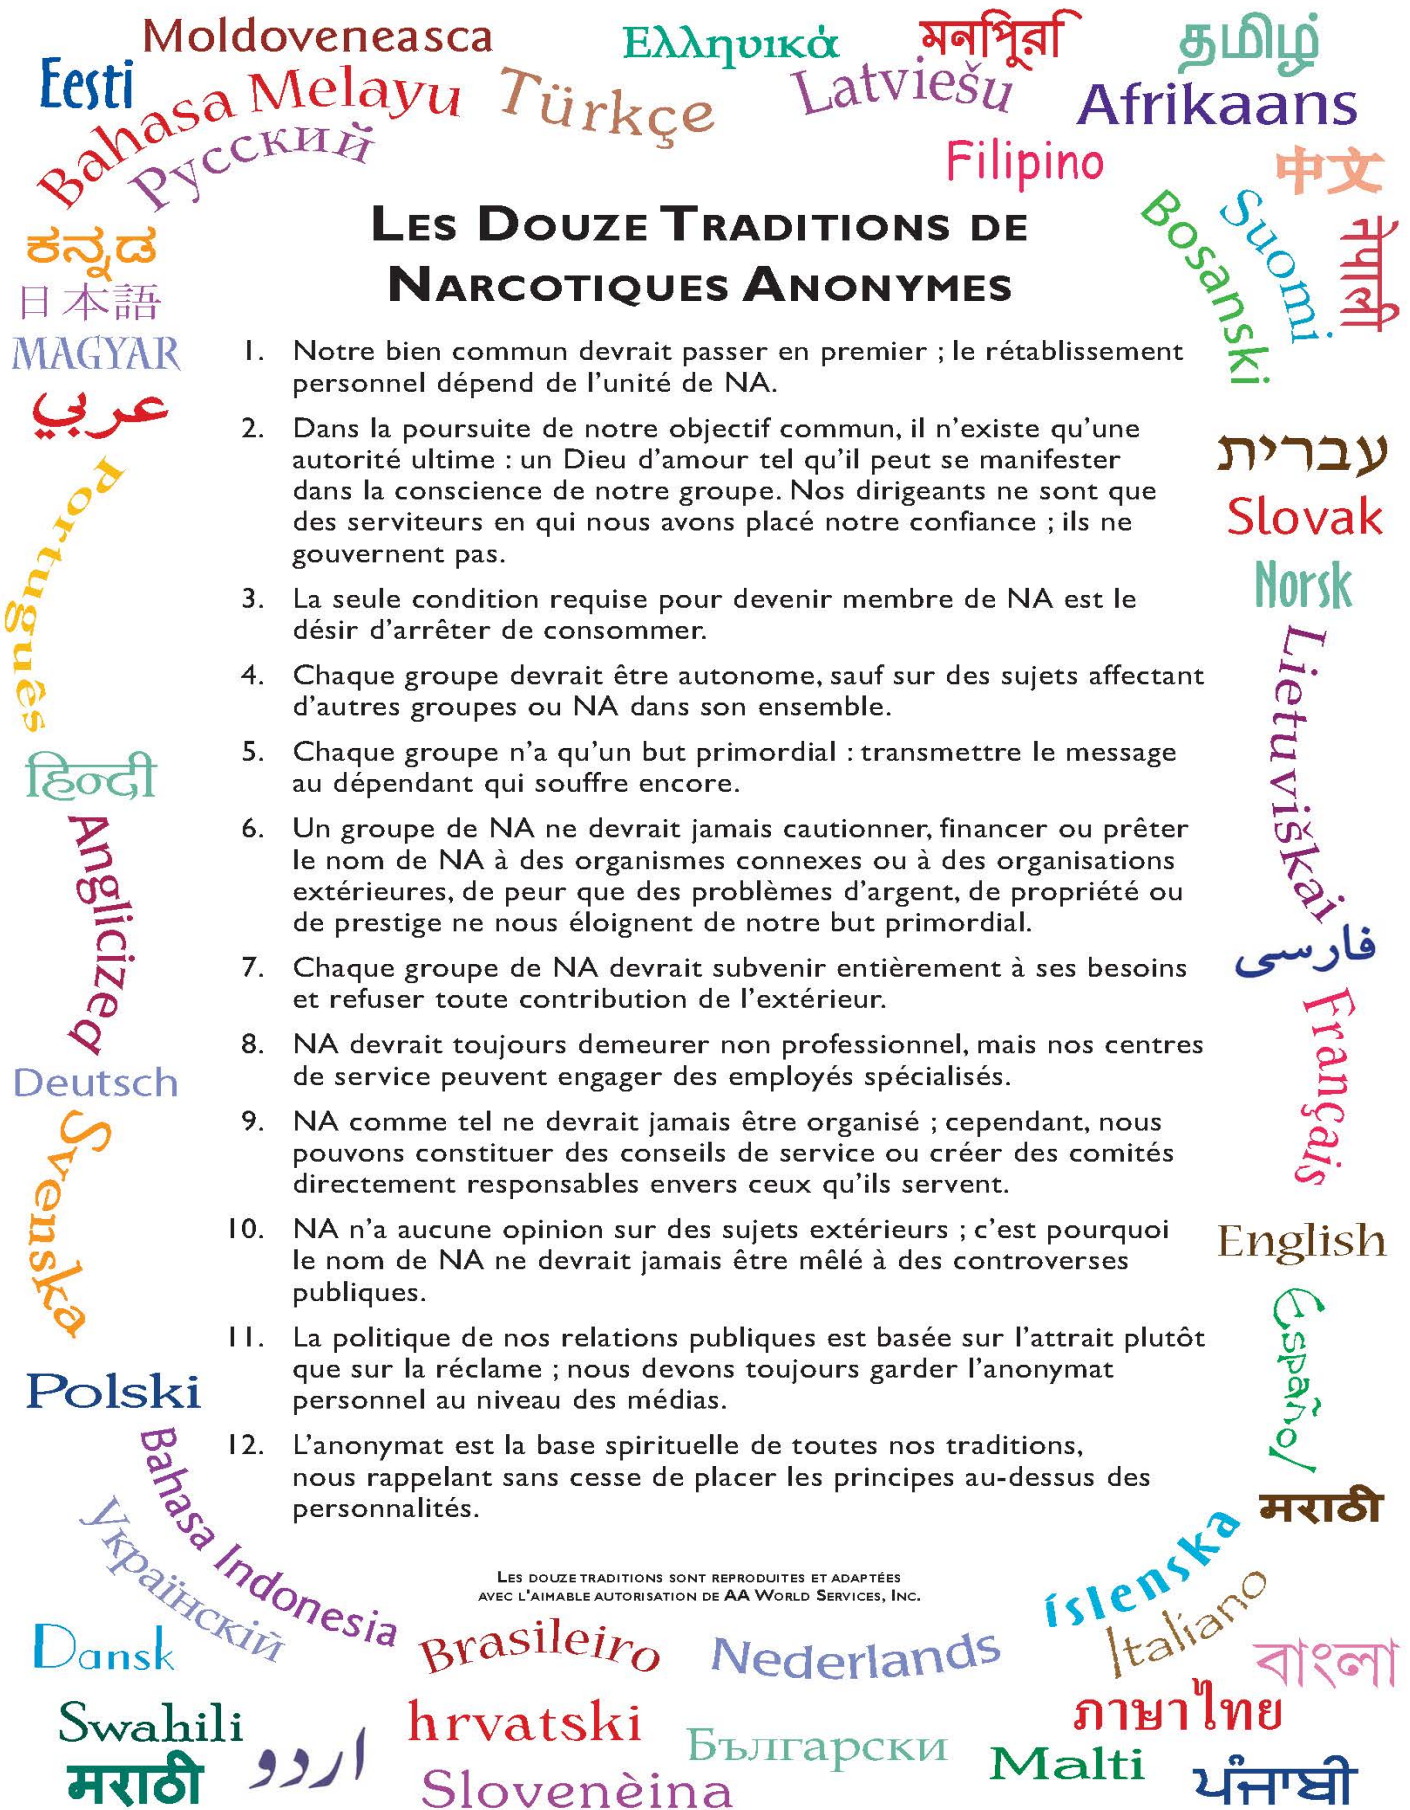 Moldoveneasca
Ελληνικά
মনিপুরী
தமிழ்
Eesti
Bahasa Melayu
Türkçe
Latviešu
Afrikaans
Русский
Filipino
中文
LES DOUZE TRADITIONS DE
NARCOTIQUES ANONYMES
Bosanski
Suomi
नेपाली
ಕನ್ನಡ
日本語
MAGYAR
عربي
1. Notre bien commun devrait passer en premier ; le rétablissement
personnel dépend de l'unité de NA.
2. Dans la poursuite de notre objectif commun, il n'existe qu'une
autorité ultime : un Dieu d'amour tel qu'il peut se manifester
dans la conscience de notre groupe. Nos dirigeants ne sont que
des serviteurs en qui nous avons placé notre confiance ; ils ne
gouvernent pas.
עברית
Slovak
Português
3. La seule condition requise pour devenir membre de NA est le
désir d'arrêter de consommer.
Norsk
4. Chaque groupe devrait être autonome, sauf sur des sujets affectant
d'autres groupes ou NA dans son ensemble.
Lietuviškai
5. Chaque groupe n'a qu'un but primordial : transmettre le message
au dépendant qui souffre encore.
हिन्दी
6. Un groupe de NA ne devrait jamais cautionner, financer ou prêter
le nom de NA à des organismes connexes ou à des organisations
extérieures, de peur que des problèmes d'argent, de propriété ou
de prestige ne nous éloignent de notre but primordial.
Anglicized
فارسی
7. Chaque groupe de NA devrait subvenir entièrement à ses besoins
et refuser toute contribution de l'extérieur.
8. NA devrait toujours demeurer non professionnel, mais nos centres
de service peuvent engager des employés spécialisés.
Deutsch
Français
9. NA comme tel ne devrait jamais être organisé ; cependant, nous
pouvons constituer des conseils de service ou créer des comités
directement responsables envers ceux qu'ils servent.
Svenska
10. NA n'a aucune opinion sur des sujets extérieurs ; c'est pourquoi
le nom de NA ne devrait jamais être mêlé à des controverses
publiques.
English
11. La politique de nos relations publiques est basée sur l'attrait plutôt
que sur la réclame ; nous devons toujours garder l'anonymat
personnel au niveau des médias.
Español
Polski
12. L'anonymat est la base spirituelle de toutes nos traditions,
nous rappelant sans cesse de placer les principes au-dessus des
personnalités.
मराठी
Bahasa Indonesia
Українскій
LES DOUZE TRADITIONS SONT REPRODUITES ET ADAPTÉES
AVEC L'AIMABLE AUTORISATION DE AA WORLD SERVICES, INC.
íslenska
Italiano
Dansk
Brasileiro
Nederlands
বাংলা
Swahili
hrvatski
ภาษาไทย
मराठी
اردو
Български
Malti
ਪੰਜਾਬੀ
Slovenèina